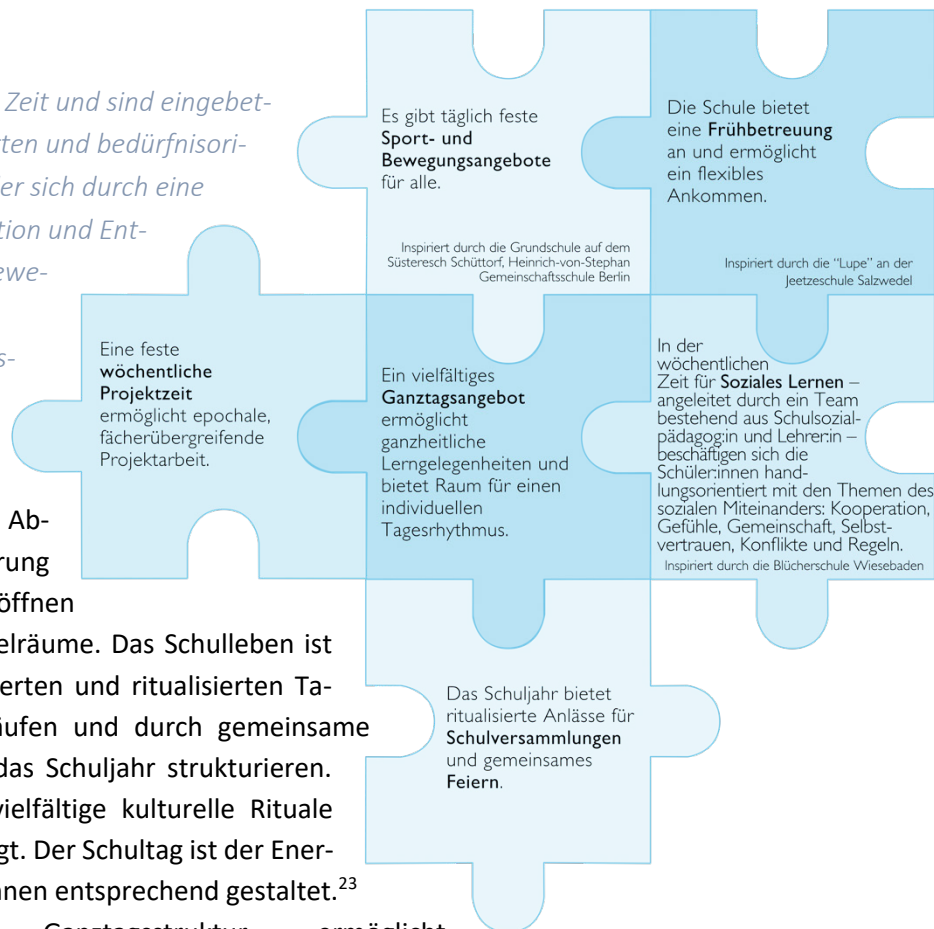 Zeit und sind eingebet-
ten und bedürfnisori-
er sich durch eine
tion und Ent-
ewe-
s-
Es gibt täglich feste
Sport- und
Bewegungsangebote
für alle.
Inspiriert durch die Grundschule auf dem
Süsteresch Schüttorf, Heinrich-von-Stephan
Gemeinschaftsschule Berlin
Die Schule bietet
eine Frühbetreuung
an und ermöglicht
ein flexibles
Ankommen.
Inspiriert durch die "Lupe" an der
Jeetzeschule Salzwedel
Eine feste
wöchentliche
Projektzeit
ermöglicht epochale,
fächerübergreifende
Projektarbeit.
Ein vielfältiges
Ganztagsangebot
ermöglicht
ganzheitliche
Lerngelegenheiten und
bietet Raum für einen
individuellen
Tagesrhythmus.
In der
wöchentlichen
Zeit für Soziales Lernen –
angeleitet durch ein Team
bestehend aus Schulsozial-
pädagog:in und Lehrerin –
beschäftigen sich die
Schüler:innen hand-
lungsorientiert mit den Themen des
sozialen Miteinanders: Kooperation,
Gefühle, Gemeinschaft, Selbst-
vertrauen, Konflikte und Regeln.
Inspiriert durch die Blücherschule Wiesebaden
Das Schuljahr bietet
ritualisierte Anlässe für
Schulversammlungen
und gemeinsames
Feiern.
Ab-
rung
öffnen
elräume. Das Schulleben ist
erten und ritualisierten Ta-
äufen und durch gemeinsame
das Schuljahr strukturieren.
vielfältige kulturelle Rituale
gt. Der Schultag ist der Ener-
nnen entsprechend gestaltet.23
Ganztagsstruktur ermöglicht